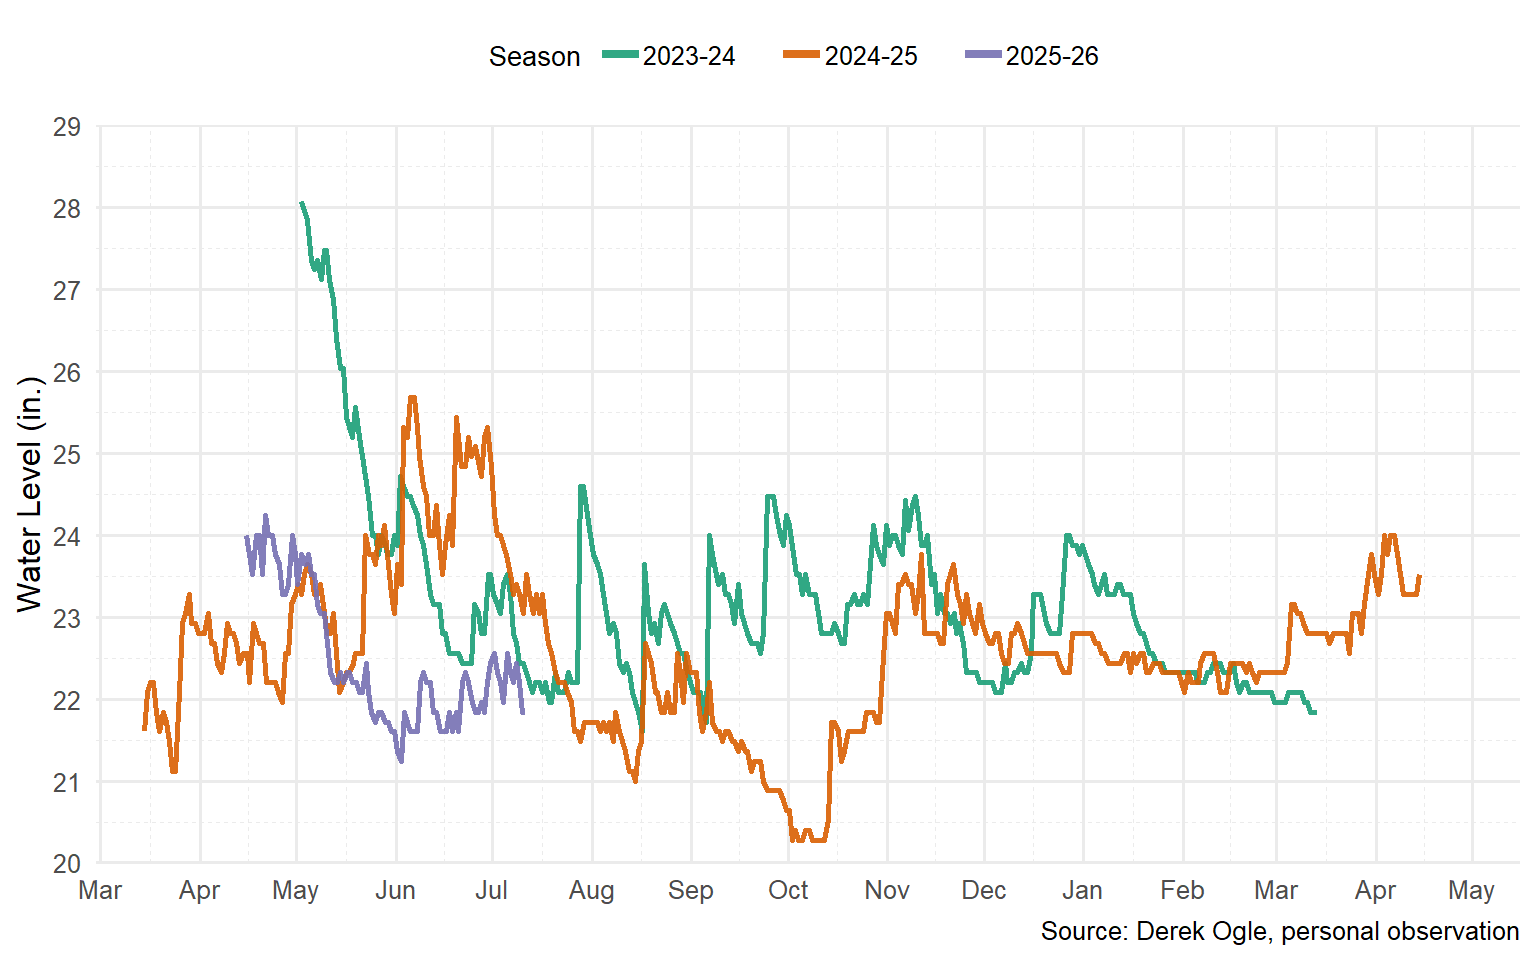 Season 2023-24 2024-25 2025-26
Water Level (in.)
29
28
27
26
25
24
23
22
21
20
Mar Apr May Jun Jul Aug Sep Oct Nov Dec Jan Feb Mar Apr May
Source: Derek Ogle, personal observation